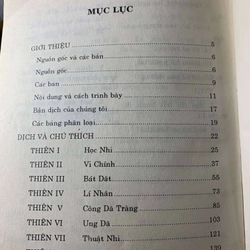 MỤC LỤC
GIỚI THIỆU 5
Nguồn gốc và các bản 6
Nguồn gốc 6
Các bản 9
Nội dung và cách trình bày 11
Bản dịch của chúng tôi 17
Các bảng phân loại 19
DỊCH VÀ CHÚ THÍCH 22
THIÊN I Học Nhi 25
THIÊN II Vi Chính 37
THIÊN III Bát Dật 55
THIÊN IV Lí Nhân 75
THIÊN V Công Dã Tràng 85
THIÊN VI Ung Dã 103
THIÊN VII Thuật Nhi 121